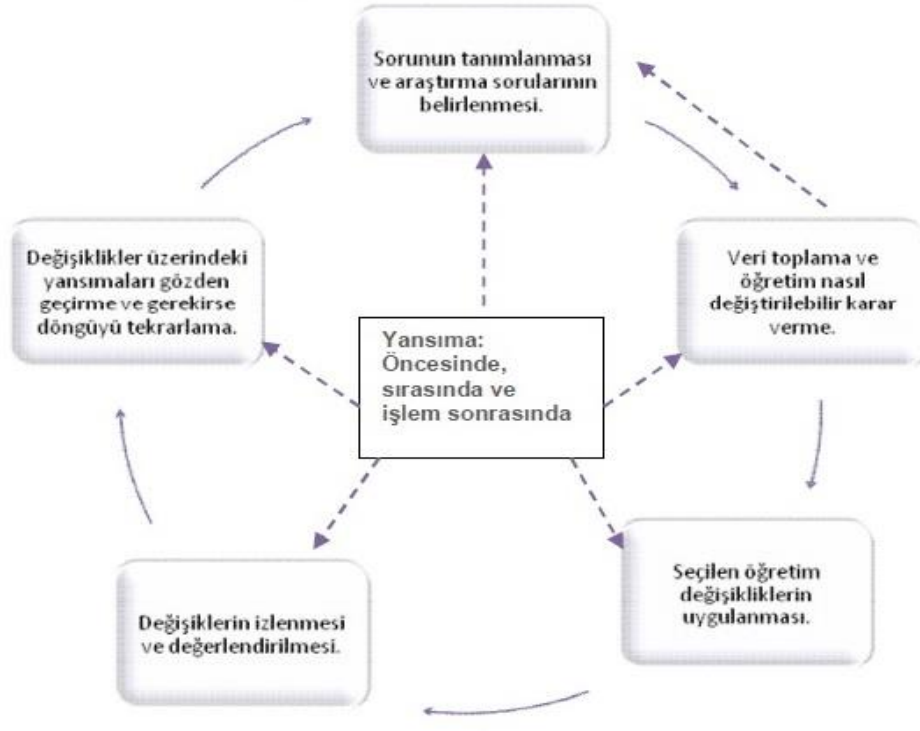 Sorunun tanımlanması
ve araştırma sorularının
belirlenmesi.
Veri toplama ve
öğretim nasıl
değiştirilebilir karar
verme.
Seçilen öğretim
değişikliklerin
uygulanması.
Değişiklerin izlenmesi
ve değerlendirilmesi.
Değişiklikler üzerindeki
yansımaları gözden
geçirme ve gerekirse
döngüyü tekrarlama.
Yansıma:
Öncesinde,
sırasında ve
işlem sonrasında